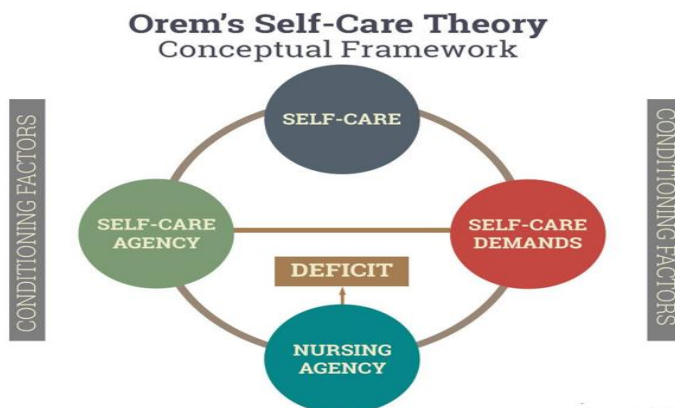 Orem's Self-Care Theory
Conceptual Framework
CONDITIONING FACTORS
SELF-CARE
CONDITIONING FACTORS
SELF-CARE
AGENCY
SELF-CARE
DEMANDS
DEFICIT
NURSING
AGENCY